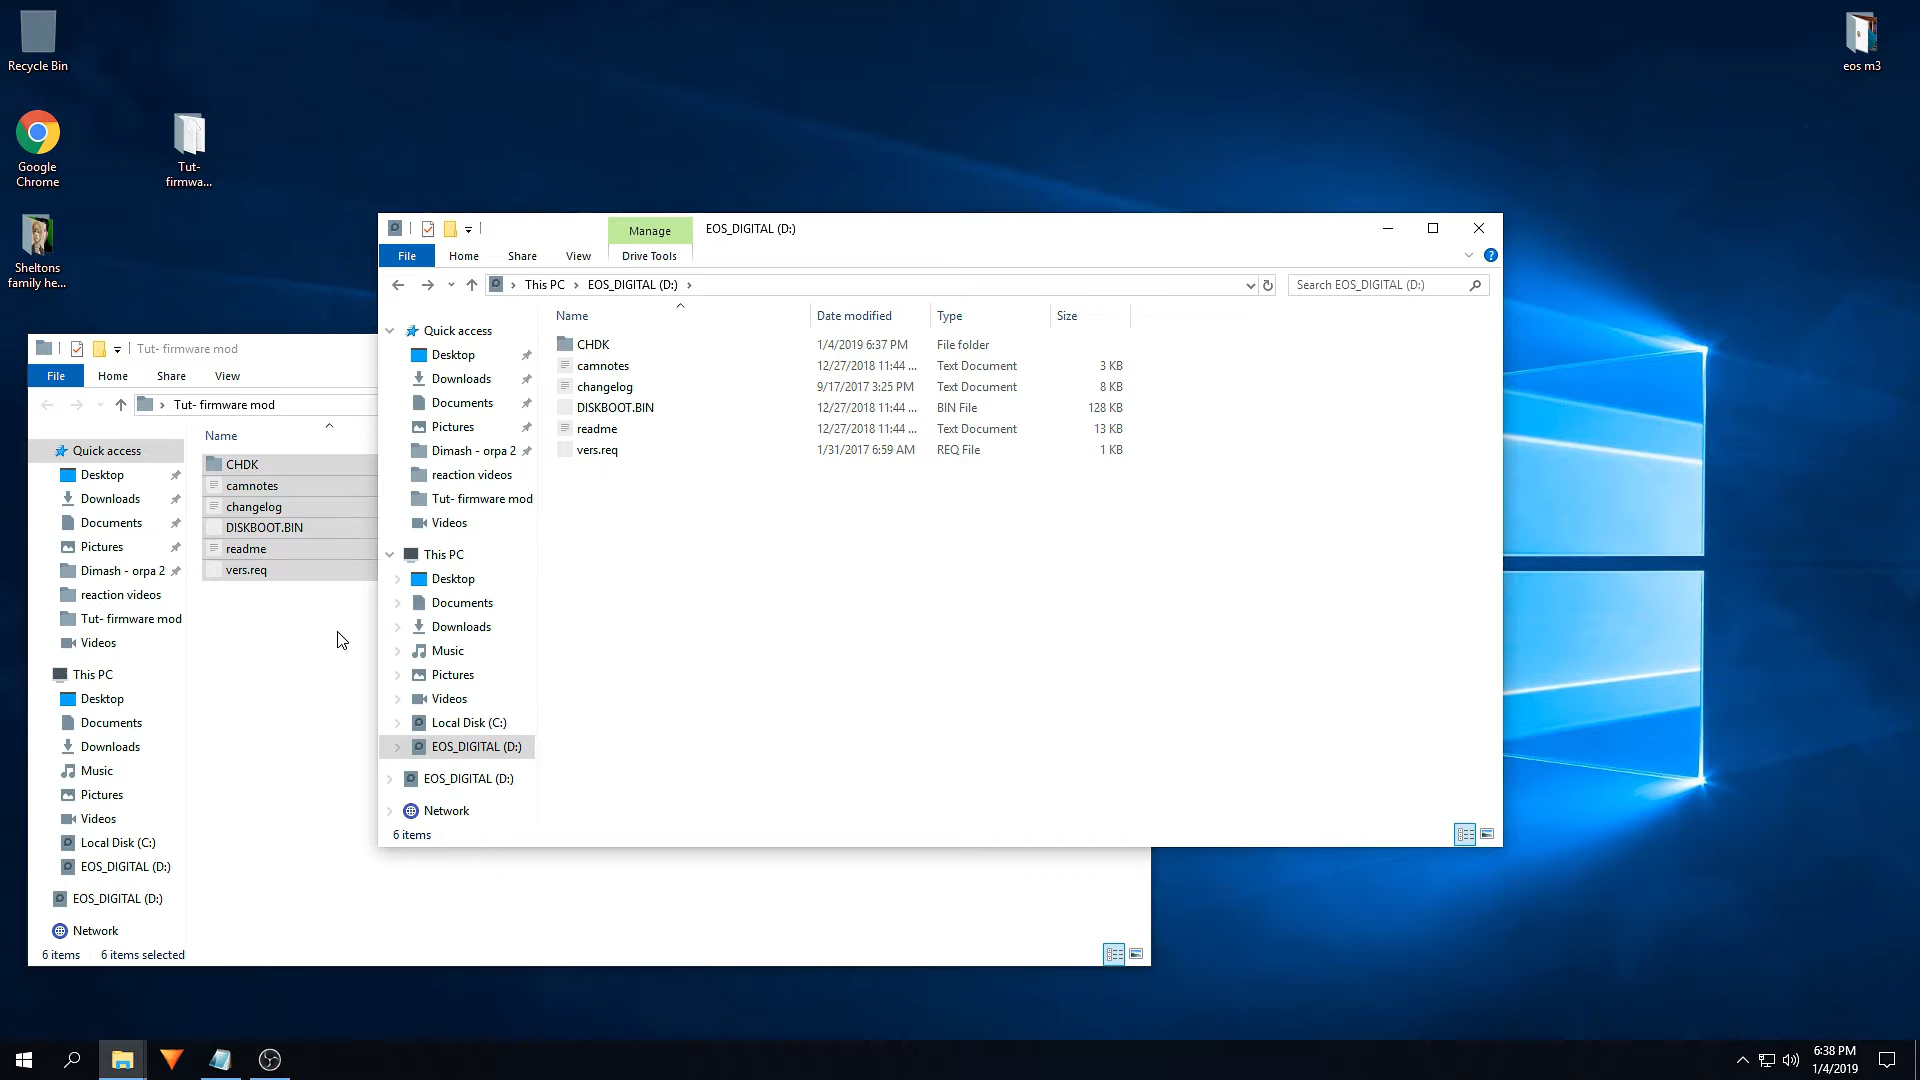 Recycle Bin
Google
Chrome
Tut-
firmwa...
Sheltons
family he...
eos m3
Manage
EOS_DIGITAL (D:)
File
Home
Share
View
Drive Tools
This PC
EOS_DIGITAL (D:)
Search EOS_DIGITAL (D:)
Name
Date modified
Type
Size
CHDK
1/4/2019 6:37 PM
File folder
camnotes
12/27/2018 11:44 ...
Text Document
3 KB
changelog
9/17/2017 3:25 PM
Text Document
8 KB
DISKBOOT.BIN
12/27/2018 11:44 ...
BIN File
128 KB
readme
12/27/2018 11:44 ...
Text Document
13 KB
vers.req
1/31/2017 6:59 AM
REQ File
1 KB
Quick access
Desktop
Downloads
Documents
Pictures
Dimash - orpa 2
reaction videos
Tut- firmware mod
Videos
This PC
Desktop
Documents
Downloads
Music
Pictures
Videos
Local Disk (C:)
EOS_DIGITAL (D:)
EOS_DIGITAL (D:)
Network
6 items
Tut- firmware mod
File
Home
Share
View
Tut- firmware mod
Name
CHDK
camnotes
changelog
DISKBOOT.BIN
readme
vers.req
Quick access
Desktop
Downloads
Documents
Pictures
Dimash - orpa 2
reaction videos
Tut- firmware mod
Videos
This PC
Desktop
Documents
Downloads
Music
Pictures
Videos
Local Disk (C:)
EOS_DIGITAL (D:)
EOS_DIGITAL (D:)
Network
6 items
6 items selected
6:38 PM
1/4/2019